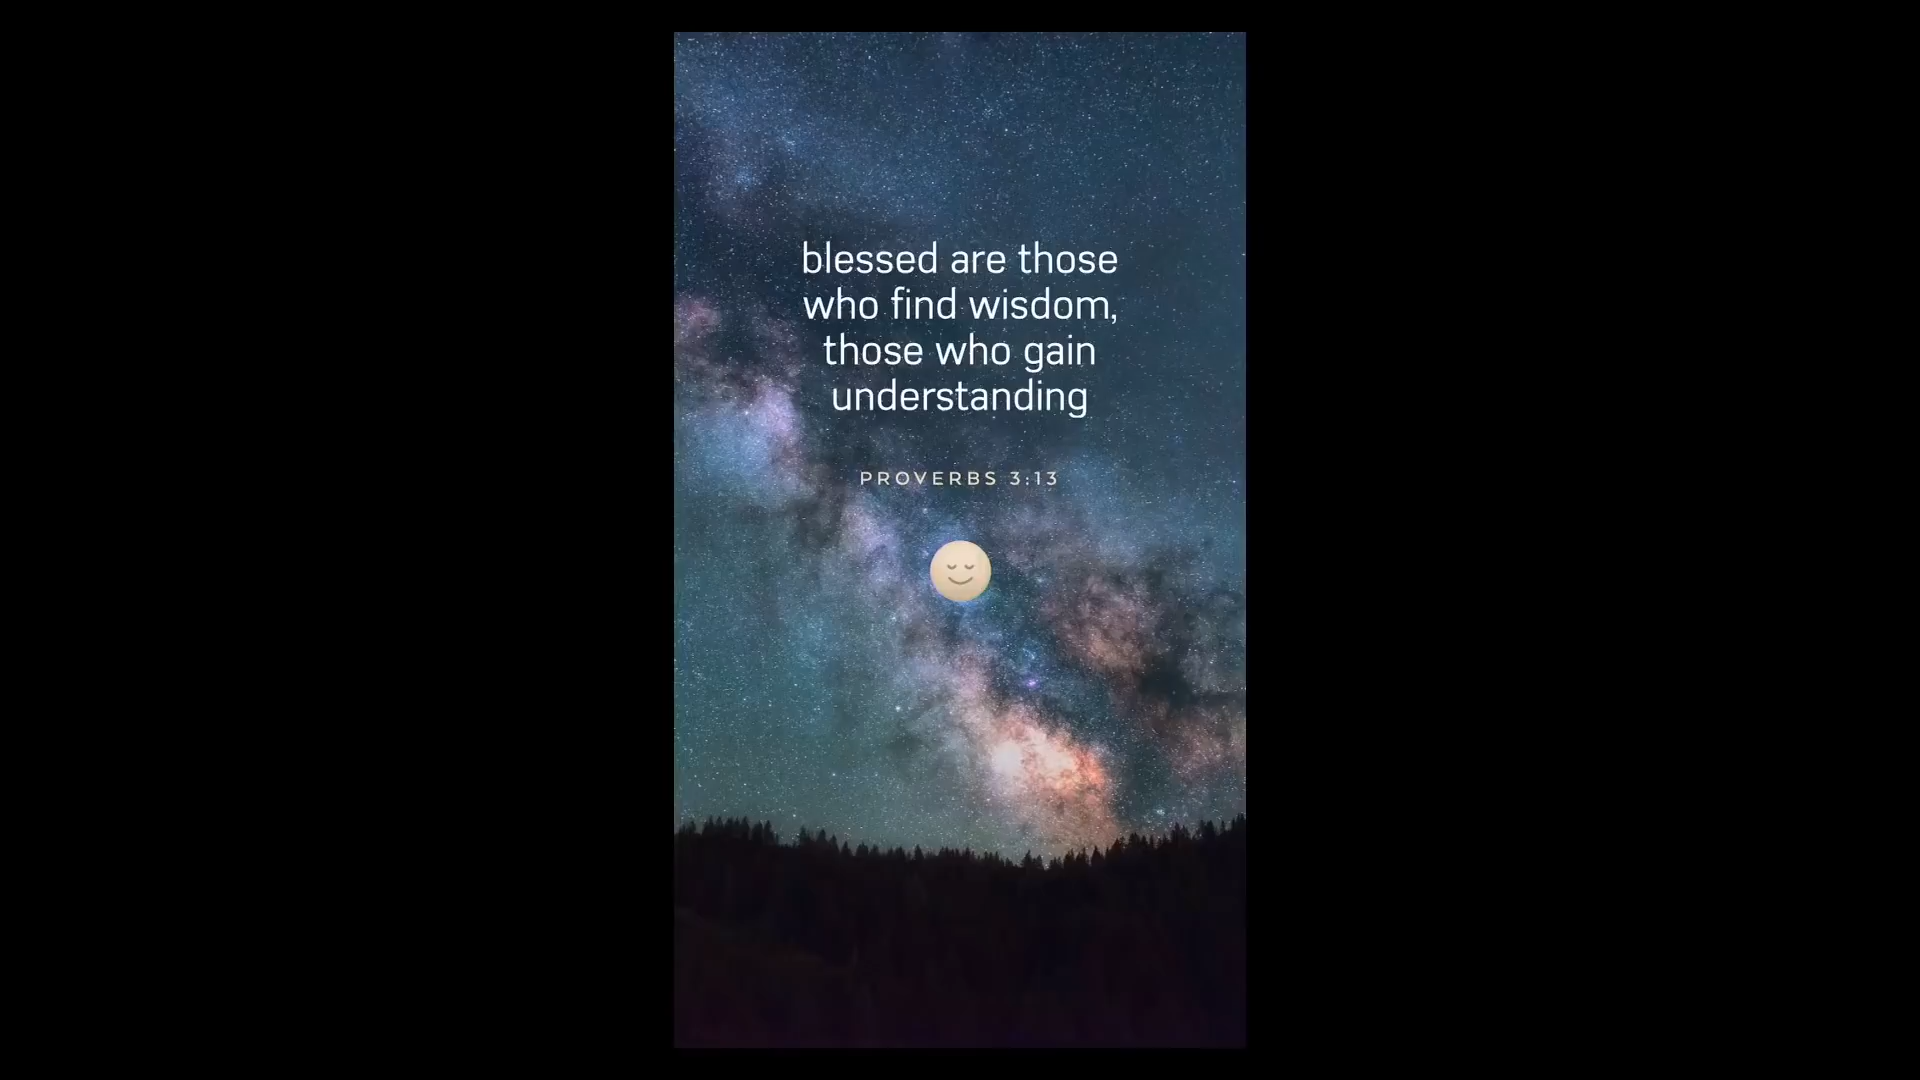 blessed are those
who find wisdom,
those who gain
understanding
PROVERBS 3:13